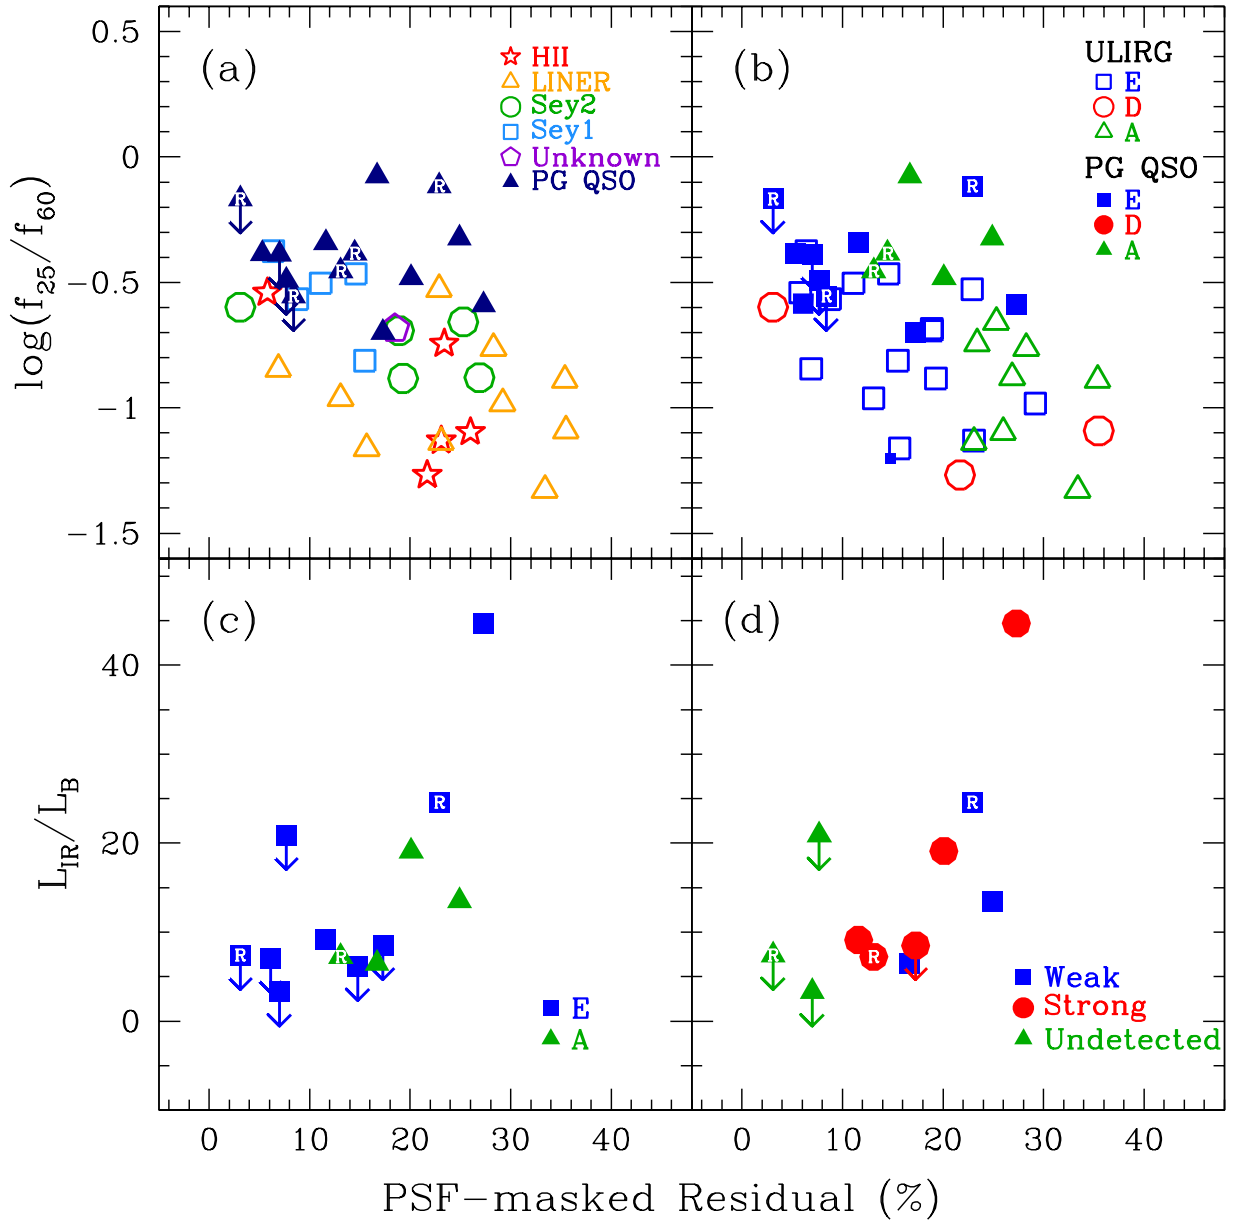 (a)
HII
LINER
Sey2
Sey1
Unknown
PG QSO
(b)
ULIRG
E
D
A
PG QSO
E
D
A
0.5
0
−0.5
−1
−1.5
log(f25/f60)
R
R
R
R
R
R
R
R
R
R
(c)
E
A
R
R
R
(d)
Weak
Strong
Undetected
R
R
R
40
20
0
LIR/LB
0 10 20 30 40
0 10 20 30 40
PSF−masked Residual (%)